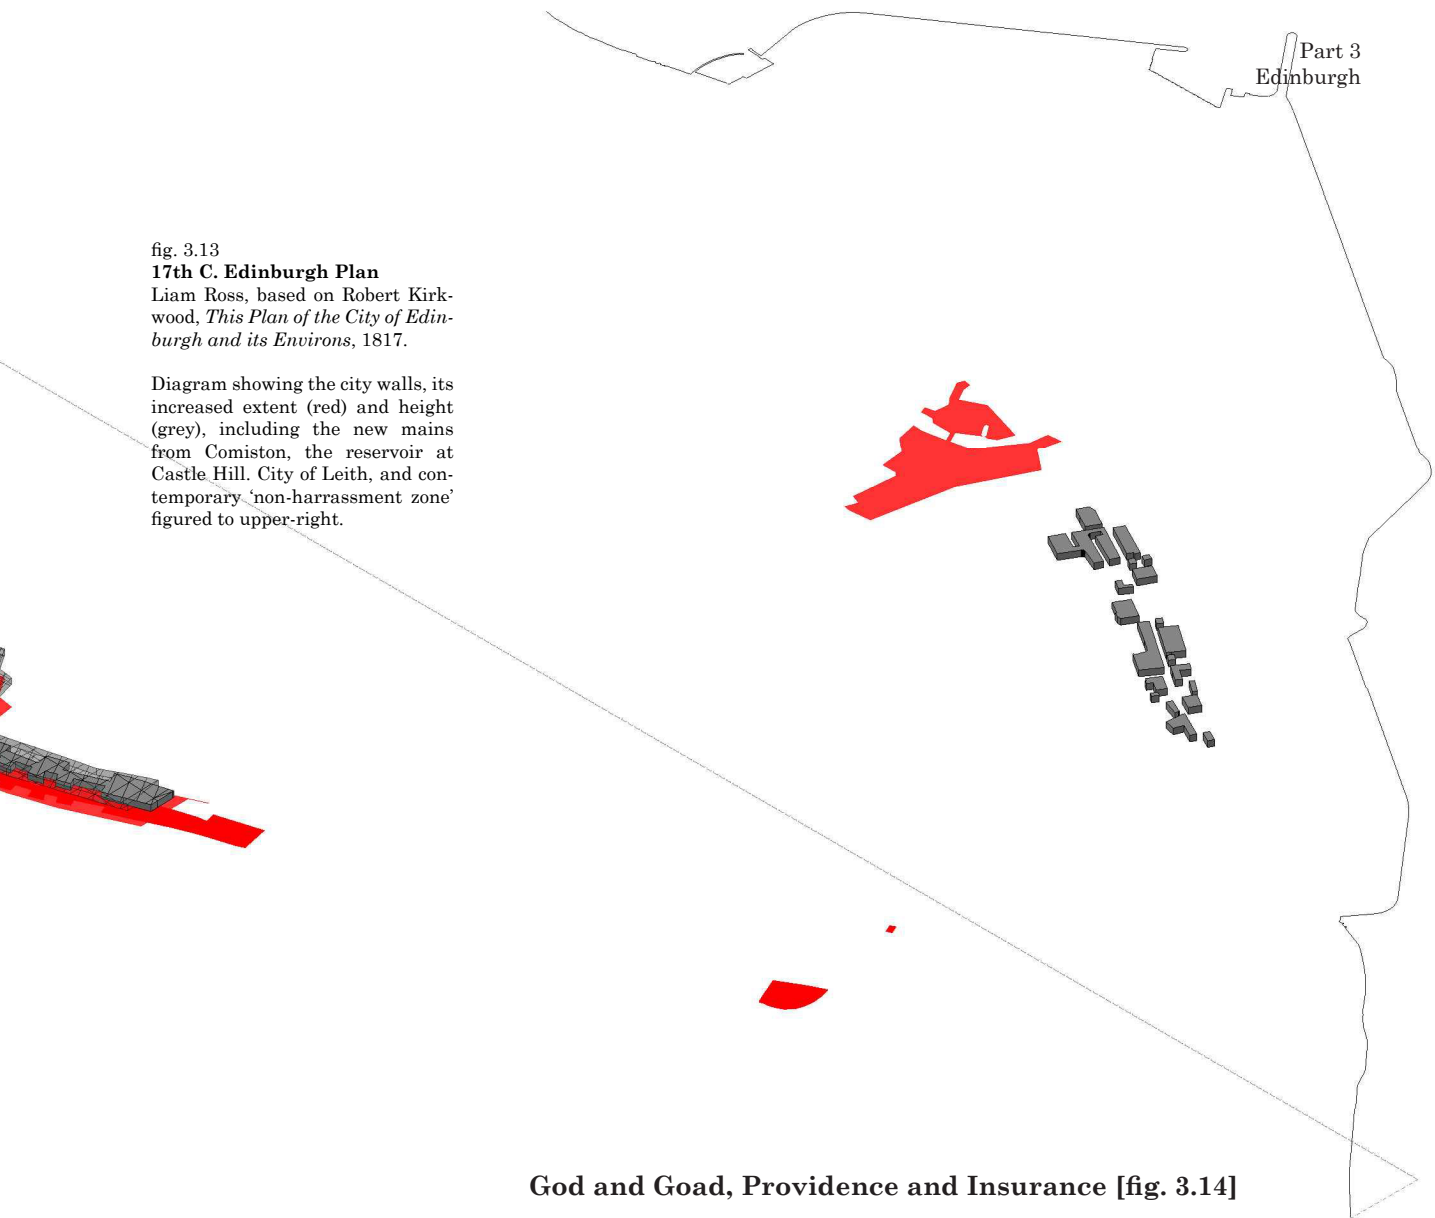 Part 3
Edinburgh
fig. 3.13
17th C. Edinburgh Plan
Liam Ross, based on Robert Kirk-
wood, This Plan of the City of Edin-
burgh and its Environs, 1817.
Diagram showing the city walls, its
increased extent (red) and height
(grey), including the new mains
from Comiston, the reservoir at
Castle Hill. City of Leith, and con-
temporary ‘non-harrassment zone’
figured to upper-right.
God and Goad, Providence and Insurance [fig. 3.14]